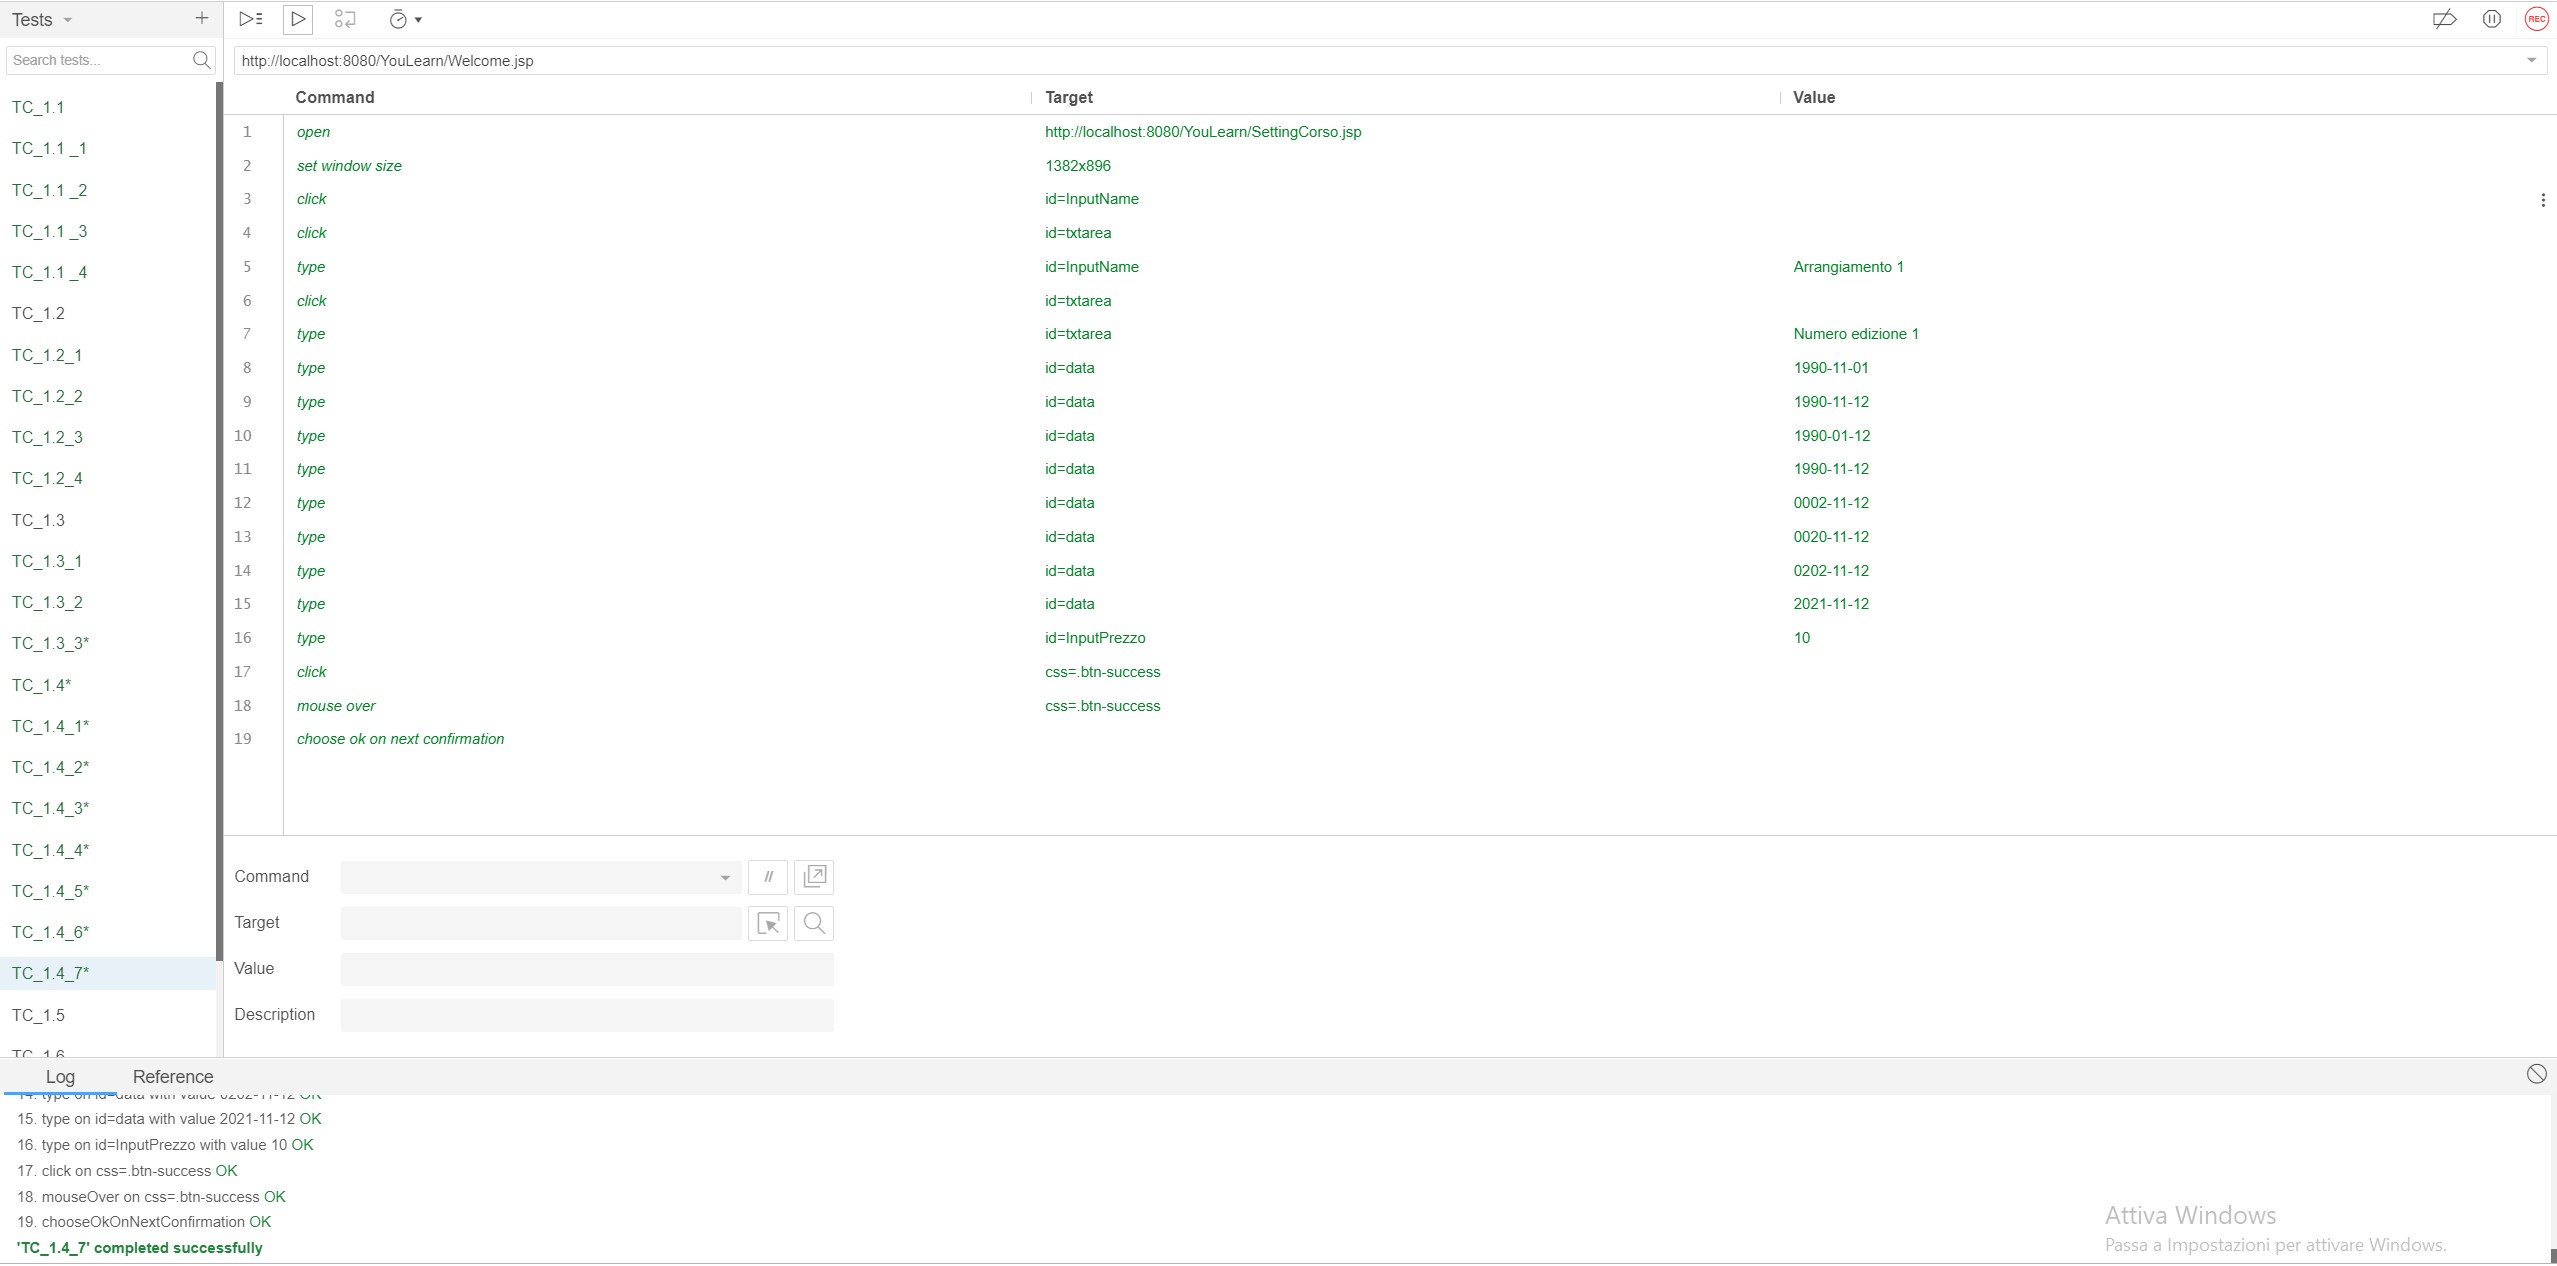 Tests
Search tests...
TC_1.1
TC_1.1 _1
TC_1.1 _2
TC_1.1 _3
TC_1.1 _4
TC_1.2
TC_1.2_1
TC_1.2_2
TC_1.2_3
TC_1.2_4
TC_1.3
TC_1.3_1
TC_1.3_2
TC_1.3_3*
TC_1.4*
TC_1.4_1*
TC_1.4_2*
TC_1.4_3*
TC_1.4_4*
TC_1.4_5*
TC_1.4_6*
TC_1.4_7*
TC_1.5
TC_1.6
REC
http://localhost:8080/YouLearn/Welcome.jsp
Command Target Value
1 open http://localhost:8080/YouLearn/SettingCorso.jsp
2 set window size 1382x896
3 click id=InputName
4 click id=txtarea
5 type id=InputName Arrangiamento 1
6 click id=txtarea
7 type id=txtarea Numero edizione 1
8 type id=data 1990-11-01
9 type id=data 1990-11-12
10 type id=data 1990-01-12
11 type id=data 1990-11-12
12 type id=data 0002-11-12
13 type id=data 0020-11-12
14 type id=data 0202-11-12
15 type id=data 2021-11-12
16 type id=InputPrezzo 10
17 click css=.btn-success
18 mouse over css=.btn-success
19 choose ok on next confirmation
Command //
Target
Value
Description
Log Reference
14. type on id=data with value 0202-11-12 OK
15. type on id=data with value 2021-11-12 OK
16. type on id=InputPrezzo with value 10 OK
17. click on css=.btn-success OK
18. mouseOver on css=.btn-success OK
19. chooseOkOnNextConfirmation OK
'TC_1.4_7' completed successfully
Attiva Windows
Passa a Impostazioni per attivare Windows.